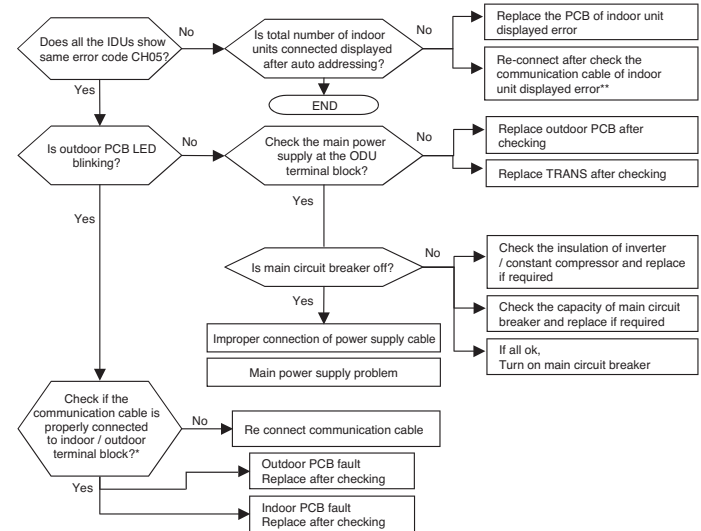 Does all the IDUs show
same error code CH05?
No
Is total number of indoor
units connected displayed
after auto addressing?
No
Replace the PCB of indoor unit
displayed error
Re-connect after check the
communication cable of indoor
unit displayed error**
END
Yes
Is outdoor PCB LED
blinking?
No
Check the main power
supply at the ODU
terminal block?
No
Replace outdoor PCB after
checking
Replace TRANS after checking
Yes
Yes
Is main circuit breaker off?
No
Check the insulation of inverter
/ constant compressor and replace
if required
Check the capacity of main circuit
breaker and replace if required
If all ok,
Turn on main circuit breaker
Yes
Improper connection of power supply cable
Main power supply problem
Check if the
communication cable is
properly connected
to indoor / outdoor
terminal block?*
No
Re connect communication cable
Yes
Outdoor PCB fault
Replace after checking
Indoor PCB fault
Replace after checking